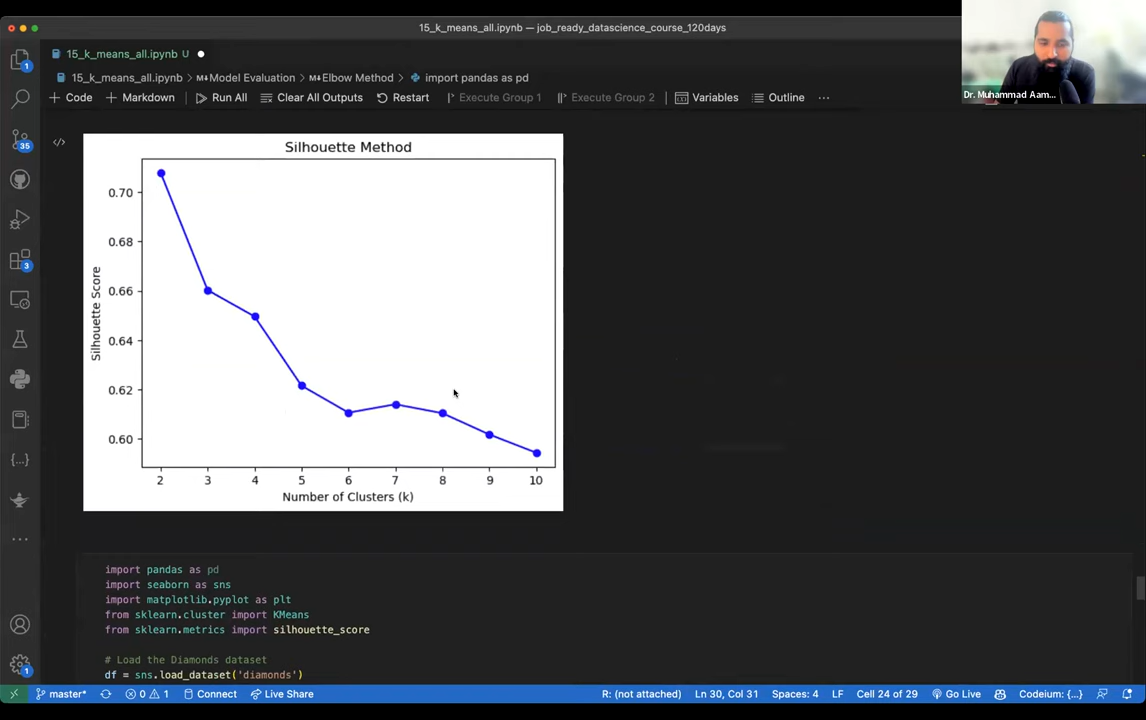 15_k_means_all.ipynb — job_ready_datascience_course_120days
15_k_means_all.ipynb U
15_k_means_all.ipynb > M↓Model Evaluation > M↓Elbow Method > import pandas as pd
Dr. Muhammad Aam...
+ Code + Markdown Run All Clear All Outputs Restart Execute Group 1 Execute Group 2 Variables Outline ...
1
35
3
1
Silhouette Method
0.70
0.68
0.66
0.64
0.62
0.60
Silhouette Score
2 3 4 5 6 7 8 9 10
Number of Clusters (k)
import pandas as pd
import seaborn as sns
import matplotlib.pyplot as plt
from sklearn.cluster import KMeans
from sklearn.metrics import silhouette_score
# Load the Diamonds dataset
df = sns.load_dataset('diamonds')
master* 0 1 Connect Live Share R: (not attached) Ln 30, Col 31 Spaces: 4 LF Cell 24 of 29 Go Live Codeium: {...}